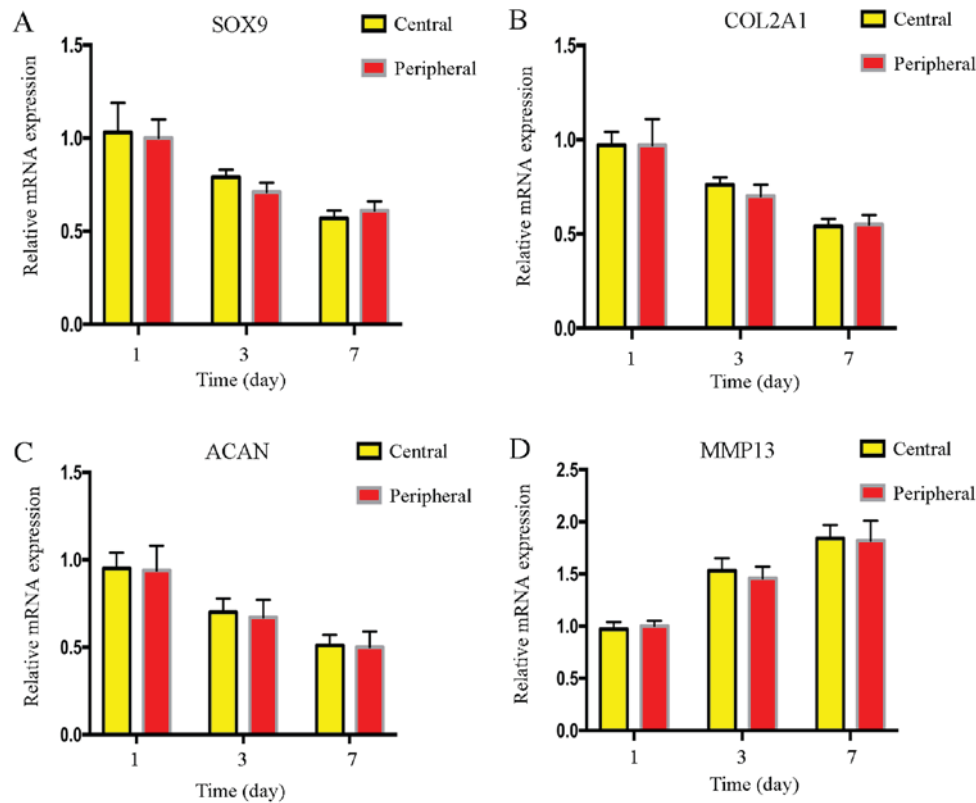 A
SOX9
Central
Peripheral
Relative mRNA expression
1.5
1.0
0.5
0.0
1
3
7
Time (day)
B
COL2A1
Central
Peripheral
Relative mRNA expression
1.5
1.0
0.5
0.0
1
3
7
Time (day)
C
ACAN
Central
Peripheral
Relative mRNA expression
1.5
1.0
0.5
0.0
1
3
7
Time (day)
D
MMP13
Central
Peripheral
Relative mRNA expression
2.5
2.0
1.5
1.0
0.5
0.0
1
3
7
Time (day)